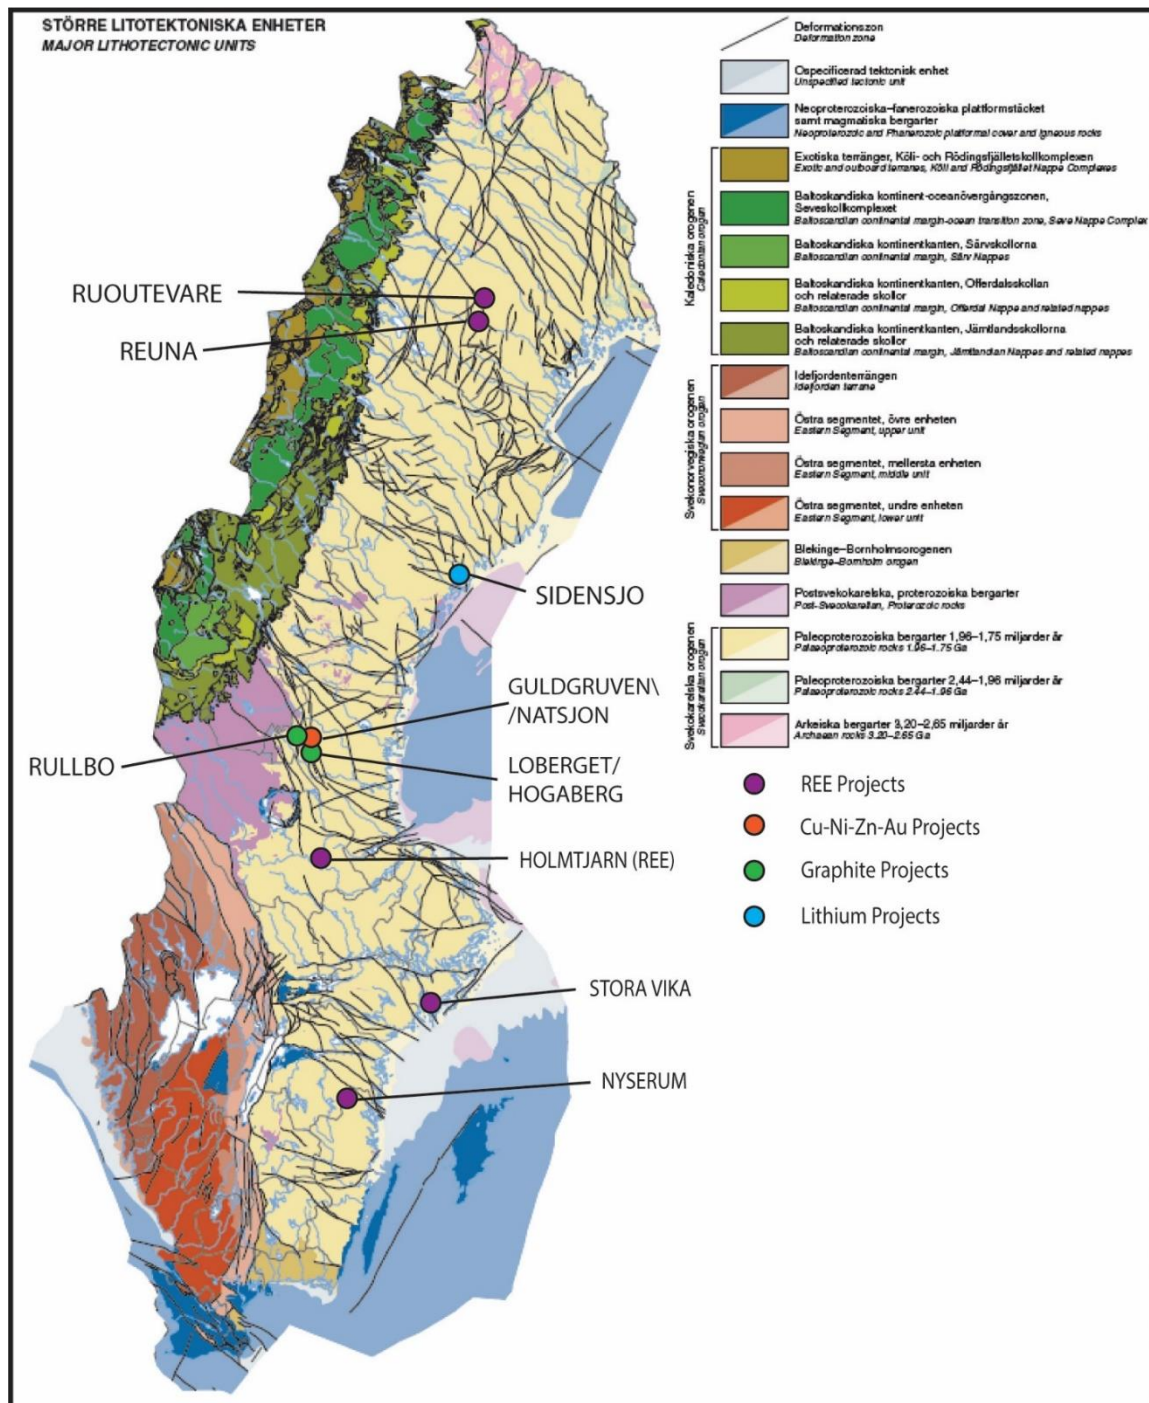 STÖRRE LITOTEKTONISKA ENHETER
MAJOR LITHOTECTONIC UNITS
RUOUTEVARE
REUNA
SIDENSJO
GULDGRUVEN\
/NATSJON
RULLBO
LOBERGET/
HOGABERG
HOLMTJARN (REE)
STORA VIKA
NYSERUM
Deformationszon
Deformation zone
Ospecificerad tektonisk enhet
Unspecified tectonic unit
Neoproterozoiska–fanerozoiska plattformstäcket
samt magmatiska bergarter
Neoproterozoic and Phanerozoic platformal cover and igneous rocks
Kaledoniska orogenen
Caledonian orogen
Exotiska terränger, Köli- och Rödingsfjälletskollkomplexen
Exotic and outboard terranes, Köli and Rödingsfjället Nappe Complexes
Baltoskandiska kontinent-oceanövergångszonen,
Seveskollkomplexet
Baltoscandian continental margin-ocean transition zone, Seve Nappe Complex
Baltoskandiska kontinentkanten, Särvskollorna
Baltoscandian continental margin, Särv Nappes
Baltoskandiska kontinentkanten, Offerdalsskollan
och relaterade skollor
Baltoscandian continental margin, Offerdal Nappe and related nappes
Baltoskandiska kontinentkanten, Jämtlandsskollorna
och relaterade skollor
Baltoscandian continental margin, Jämtlandian Nappes and related nappes
Svekonorvegiska orogenen
Sveconorwegian orogen
Idefjordenterrängen
Idefjorden terrane
Östra segmentet, övre enheten
Eastern Segment, upper unit
Östra segmentet, mellersta enheten
Eastern Segment, middle unit
Östra segmentet, undre enheten
Eastern Segment, lower unit
Blekinge–Bornholmsorogenen
Blekinge–Bornholm orogen
Postsvekokarelska, proterozoiska bergarter
Post-Svecokarelian, Proterozoic rocks
Svekokarelska orogenen
Svecokarelian orogen
Paleoproterozoiska bergarter 1,96–1,75 miljarder år
Palaeoproterozoic rocks 1.96–1.75 Ga
Paleoproterozoiska bergarter 2,44–1,96 miljarder år
Palaeoproterozoic rocks 2.44–1.96 Ga
Arkeiska bergarter 3,20–2,65 miljarder år
Archaean rocks 3.20–2.65 Ga
REE Projects
Cu-Ni-Zn-Au Projects
Graphite Projects
Lithium Projects